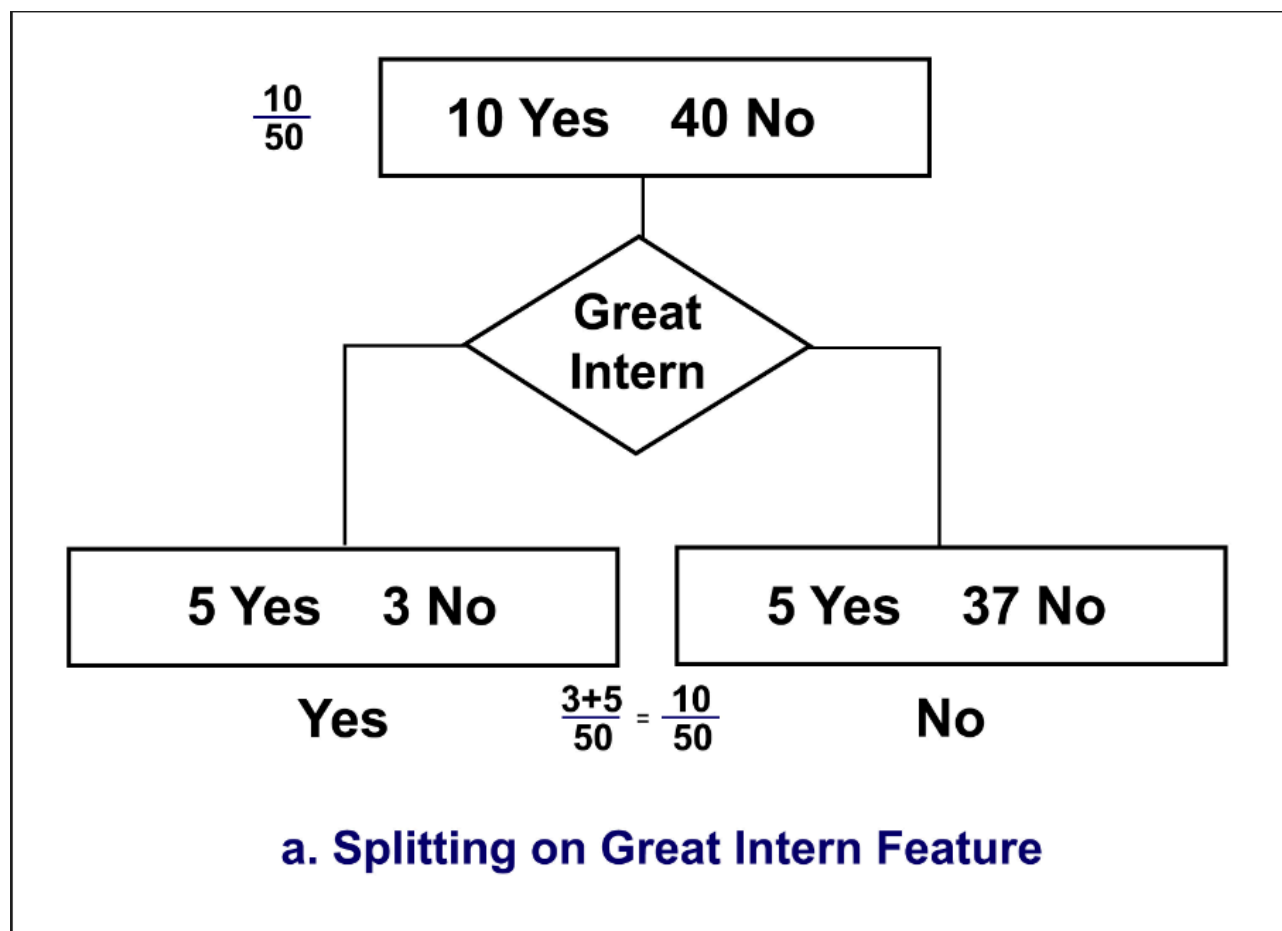 10/50
10 Yes 40 No
Great
Intern
5 Yes 3 No
5 Yes 37 No
Yes
3+5/50 = 10/50
No
a. Splitting on Great Intern Feature